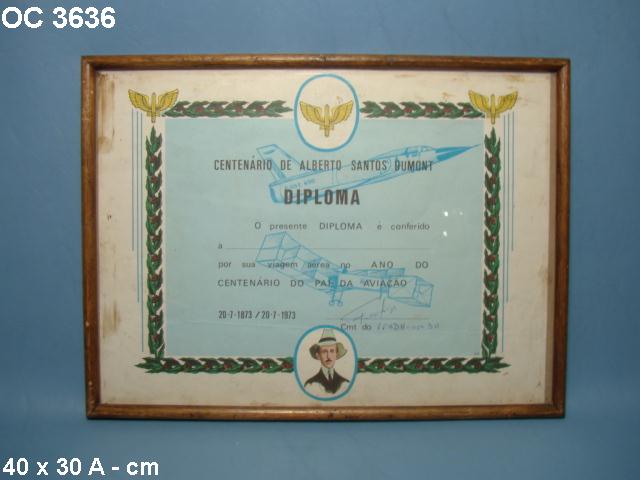 OC 3636
CENTENÁRIO DE ALBERTO SANTOS DUMONT
DIPLOMA
O presente DIPLOMA é conferido
a
por sua viagem aérea no ANO DO
CENTENÁRIO DO PAI DA AVIAÇÃO
20-7-1873 / 20-7-1973
Cmt do
40 x 30 A - cm